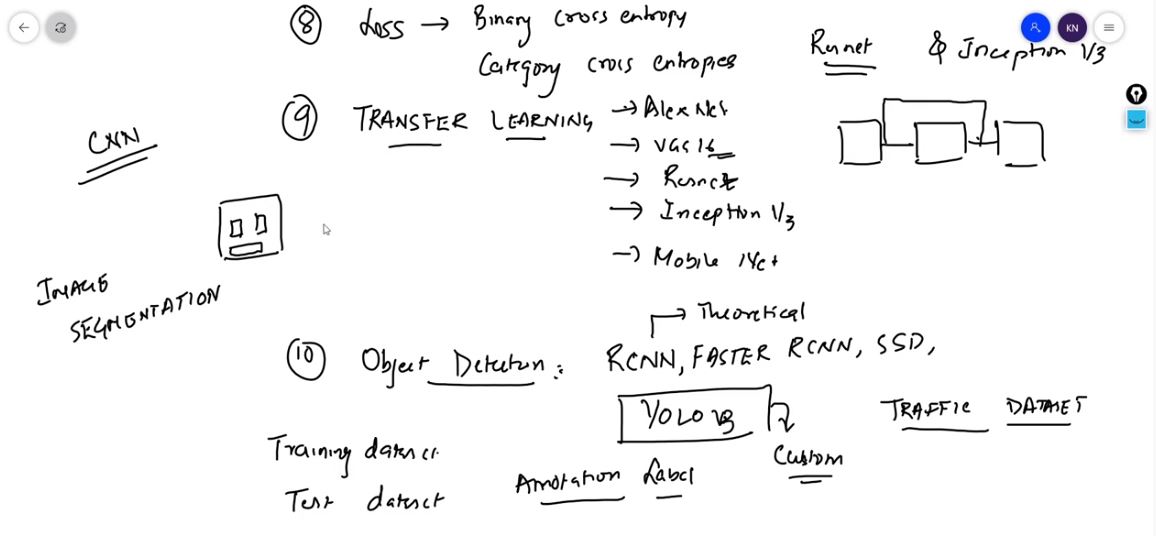 ⑧ Loss → Binary cross entropy
Category cross entropies
Resnet & Inception V3
KN
⑨ TRANSFER LEARNING → AlexNet
→ VGG 16
→ Resnet
→ Inception V3
→ Mobile Net
CNN
IMAGE
SEGMENTATION
→ Theoretical
⑩ Object Detection : RCNN, FASTER RCNN, SSD,
YOLO V3
TRAFFIC DATASET
Custom
Training dataset
Test dataset
Annotation Label